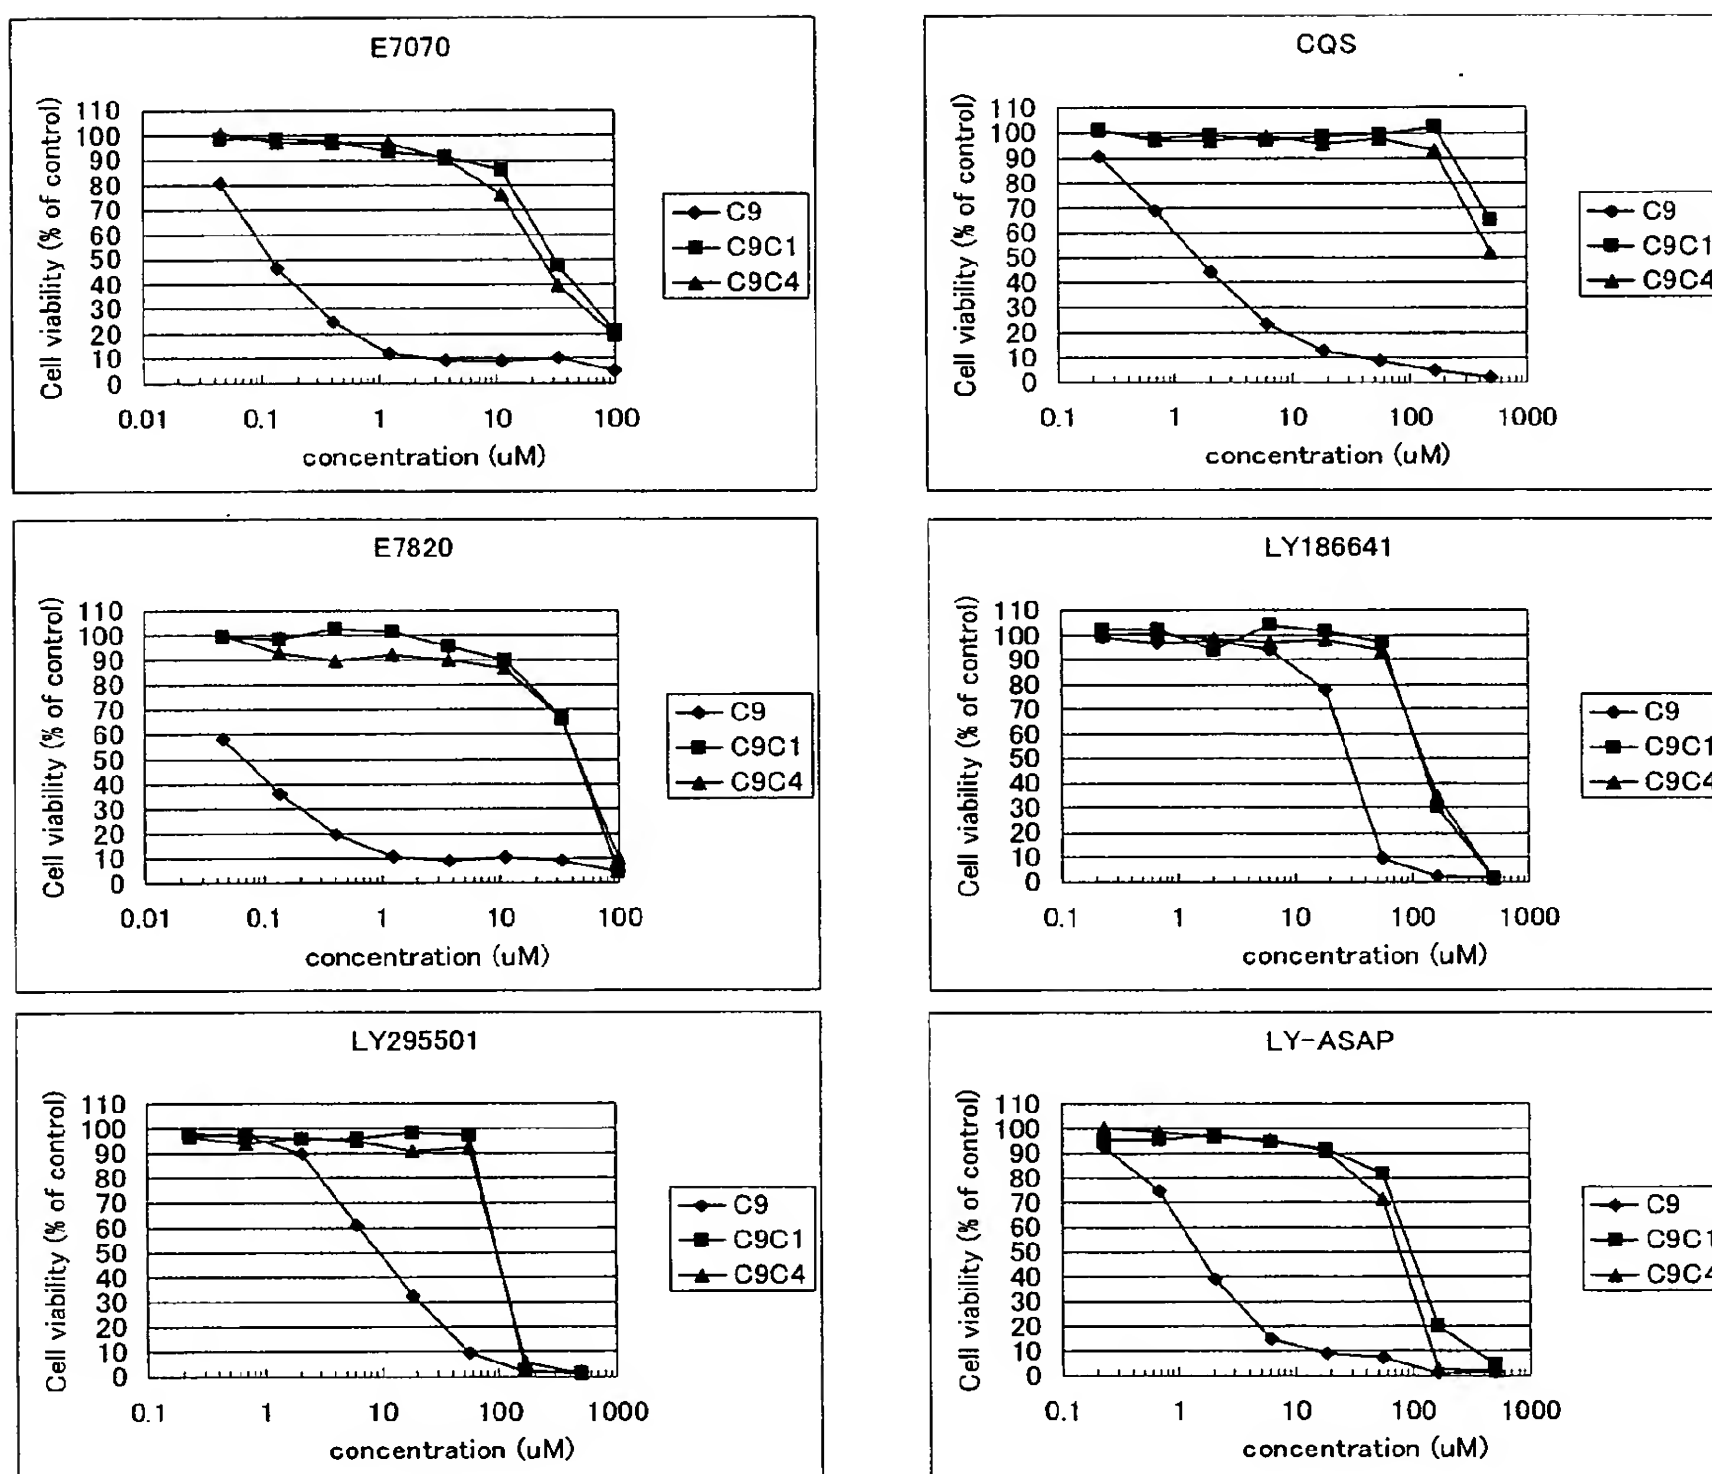 E7070
Cell viability (% of control)
110
100
90
80
70
60
50
40
30
20
10
0
0.01 0.1 1 10 100
concentration (uM)
C9
C9C1
C9C4
CQS
Cell viability (% of control)
110
100
90
80
70
60
50
40
30
20
10
0
0.1 1 10 100 1000
concentration (uM)
C9
C9C1
C9C4
E7820
Cell viability (% of control)
110
100
90
80
70
60
50
40
30
20
10
0
0.01 0.1 1 10 100
concentration (uM)
C9
C9C1
C9C4
LY186641
Cell viability (% of control)
110
100
90
80
70
60
50
40
30
20
10
0
0.1 1 10 100 1000
concentration (uM)
C9
C9C1
C9C4
LY295501
Cell viability (% of control)
110
100
90
80
70
60
50
40
30
20
10
0
0.1 1 10 100 1000
concentration (uM)
C9
C9C1
C9C4
LY-ASAP
Cell viability (% of control)
110
100
90
80
70
60
50
40
30
20
10
0
0.1 1 10 100 1000
concentration (uM)
C9
C9C1
C9C4